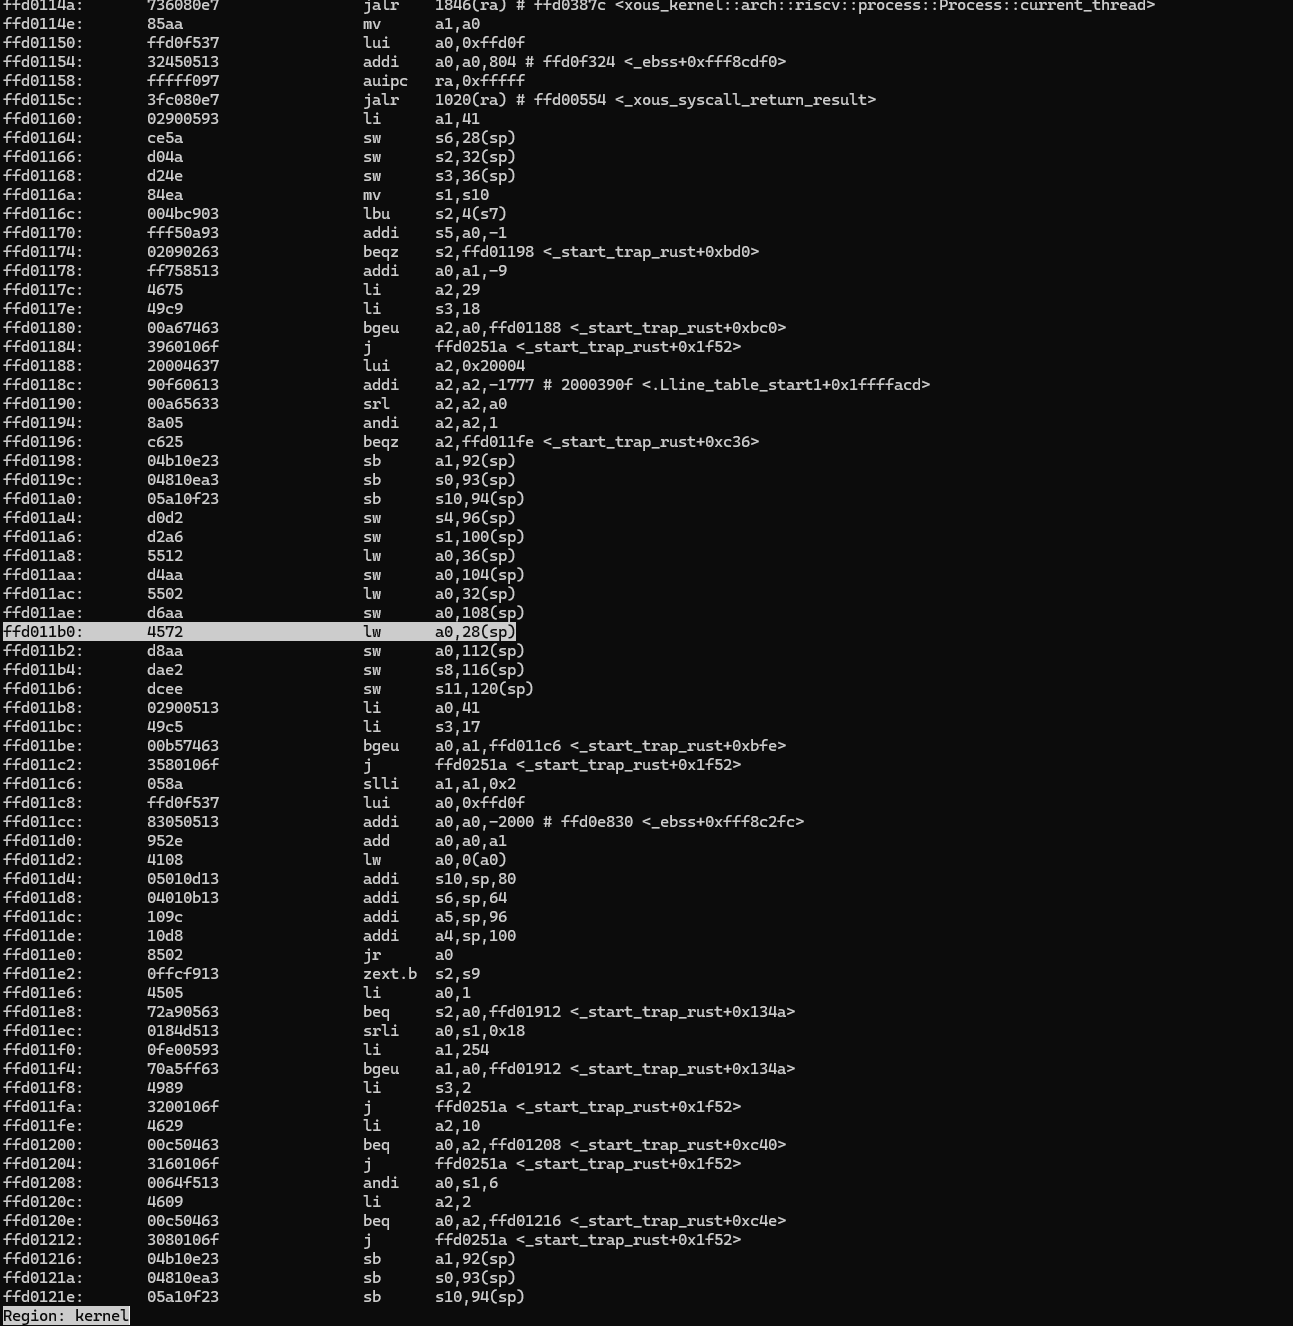 ffd0114a: 736080e7 jalr 1846(ra) # ffd0387c <xous_kernel::arch::riscv::process::Process::current_thread>
ffd0114e: 85aa mv a1,a0
ffd01150: ffd0f537 lui a0,0xffd0f
ffd01154: 32450513 addi a0,a0,804 # ffd0f324 <_ebss+0xfff8cdf0>
ffd01158: fffff097 auipc ra,0xfffff
ffd0115c: 3fc080e7 jalr 1020(ra) # ffd00554 <_xous_syscall_return_result>
ffd01160: 02900593 li a1,41
ffd01164: ce5a sw s6,28(sp)
ffd01166: d04a sw s2,32(sp)
ffd01168: d24e sw s3,36(sp)
ffd0116a: 84ea mv s1,s10
ffd0116c: 004bc903 lbu s2,4(s7)
ffd01170: fff50a93 addi s5,a0,-1
ffd01174: 02090263 beqz s2,ffd01198 <_start_trap_rust+0xbd0>
ffd01178: ff758513 addi a0,a1,-9
ffd0117c: 4675 li a2,29
ffd0117e: 49c9 li s3,18
ffd01180: 00a67463 bgeu a2,a0,ffd01188 <_start_trap_rust+0xbc0>
ffd01184: 3960106f j ffd0251a <_start_trap_rust+0x1f52>
ffd01188: 20004637 lui a2,0x20004
ffd0118c: 90f60613 addi a2,a2,-1777 # 2000390f <.Lline_table_start1+0x1ffffacd>
ffd01190: 00a65633 srl a2,a2,a0
ffd01194: 8a05 andi a2,a2,1
ffd01196: c625 beqz a2,ffd011fe <_start_trap_rust+0xc36>
ffd01198: 04b10e23 sb a1,92(sp)
ffd0119c: 04810ea3 sb s0,93(sp)
ffd011a0: 05a10f23 sb s10,94(sp)
ffd011a4: d0d2 sw s4,96(sp)
ffd011a6: d2a6 sw s1,100(sp)
ffd011a8: 5512 lw a0,36(sp)
ffd011aa: d4aa sw a0,104(sp)
ffd011ac: 5502 lw a0,32(sp)
ffd011ae: d6aa sw a0,108(sp)
ffd011b0: 4572 lw a0,28(sp)
ffd011b2: d8aa sw a0,112(sp)
ffd011b4: dae2 sw s8,116(sp)
ffd011b6: dcee sw s11,120(sp)
ffd011b8: 02900513 li a0,41
ffd011bc: 49c5 li s3,17
ffd011be: 00b57463 bgeu a0,a1,ffd011c6 <_start_trap_rust+0xbfe>
ffd011c2: 3580106f j ffd0251a <_start_trap_rust+0x1f52>
ffd011c6: 058a slli a1,a1,0x2
ffd011c8: ffd0f537 lui a0,0xffd0f
ffd011cc: 83050513 addi a0,a0,-2000 # ffd0e830 <_ebss+0xfff8c2fc>
ffd011d0: 952e add a0,a0,a1
ffd011d2: 4108 lw a0,0(a0)
ffd011d4: 05010d13 addi s10,sp,80
ffd011d8: 04010b13 addi s6,sp,64
ffd011dc: 109c addi a5,sp,96
ffd011de: 10d8 addi a4,sp,100
ffd011e0: 8502 jr a0
ffd011e2: 0ffcf913 zext.b s2,s9
ffd011e6: 4505 li a0,1
ffd011e8: 72a90563 beq s2,a0,ffd01912 <_start_trap_rust+0x134a>
ffd011ec: 0184d513 srli a0,s1,0x18
ffd011f0: 0fe00593 li a1,254
ffd011f4: 70a5ff63 bgeu a1,a0,ffd01912 <_start_trap_rust+0x134a>
ffd011f8: 4989 li s3,2
ffd011fa: 3200106f j ffd0251a <_start_trap_rust+0x1f52>
ffd011fe: 4629 li a2,10
ffd01200: 00c50463 beq a0,a2,ffd01208 <_start_trap_rust+0xc40>
ffd01204: 3160106f j ffd0251a <_start_trap_rust+0x1f52>
ffd01208: 0064f513 andi a0,s1,6
ffd0120c: 4609 li a2,2
ffd0120e: 00c50463 beq a0,a2,ffd01216 <_start_trap_rust+0xc4e>
ffd01212: 3080106f j ffd0251a <_start_trap_rust+0x1f52>
ffd01216: 04b10e23 sb a1,92(sp)
ffd0121a: 04810ea3 sb s0,93(sp)
ffd0121e: 05a10f23 sb s10,94(sp)
Region: kernel